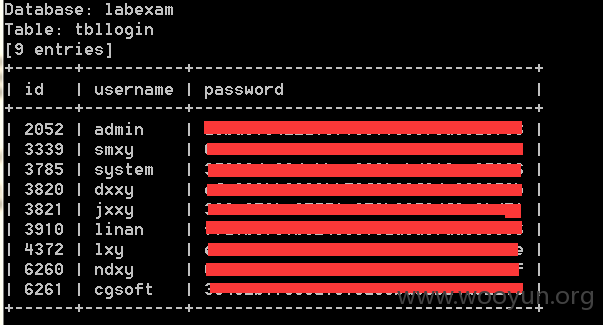 Database: labexam
Table: tbllogin
[9 entries]
+------+----------+----------------------------------+
| id | username | password |
+------+----------+----------------------------------+
| 2052 | admin | |
| 3339 | smxy | |
| 3785 | system | |
| 3820 | dxxy | |
| 3821 | jxxy | |
| 3910 | linan | |
| 4372 | lxy | |
| 6260 | ndxy | |
| 6261 | cgsoft | |
+------+----------+----------------------------------+
www.wooyun.org